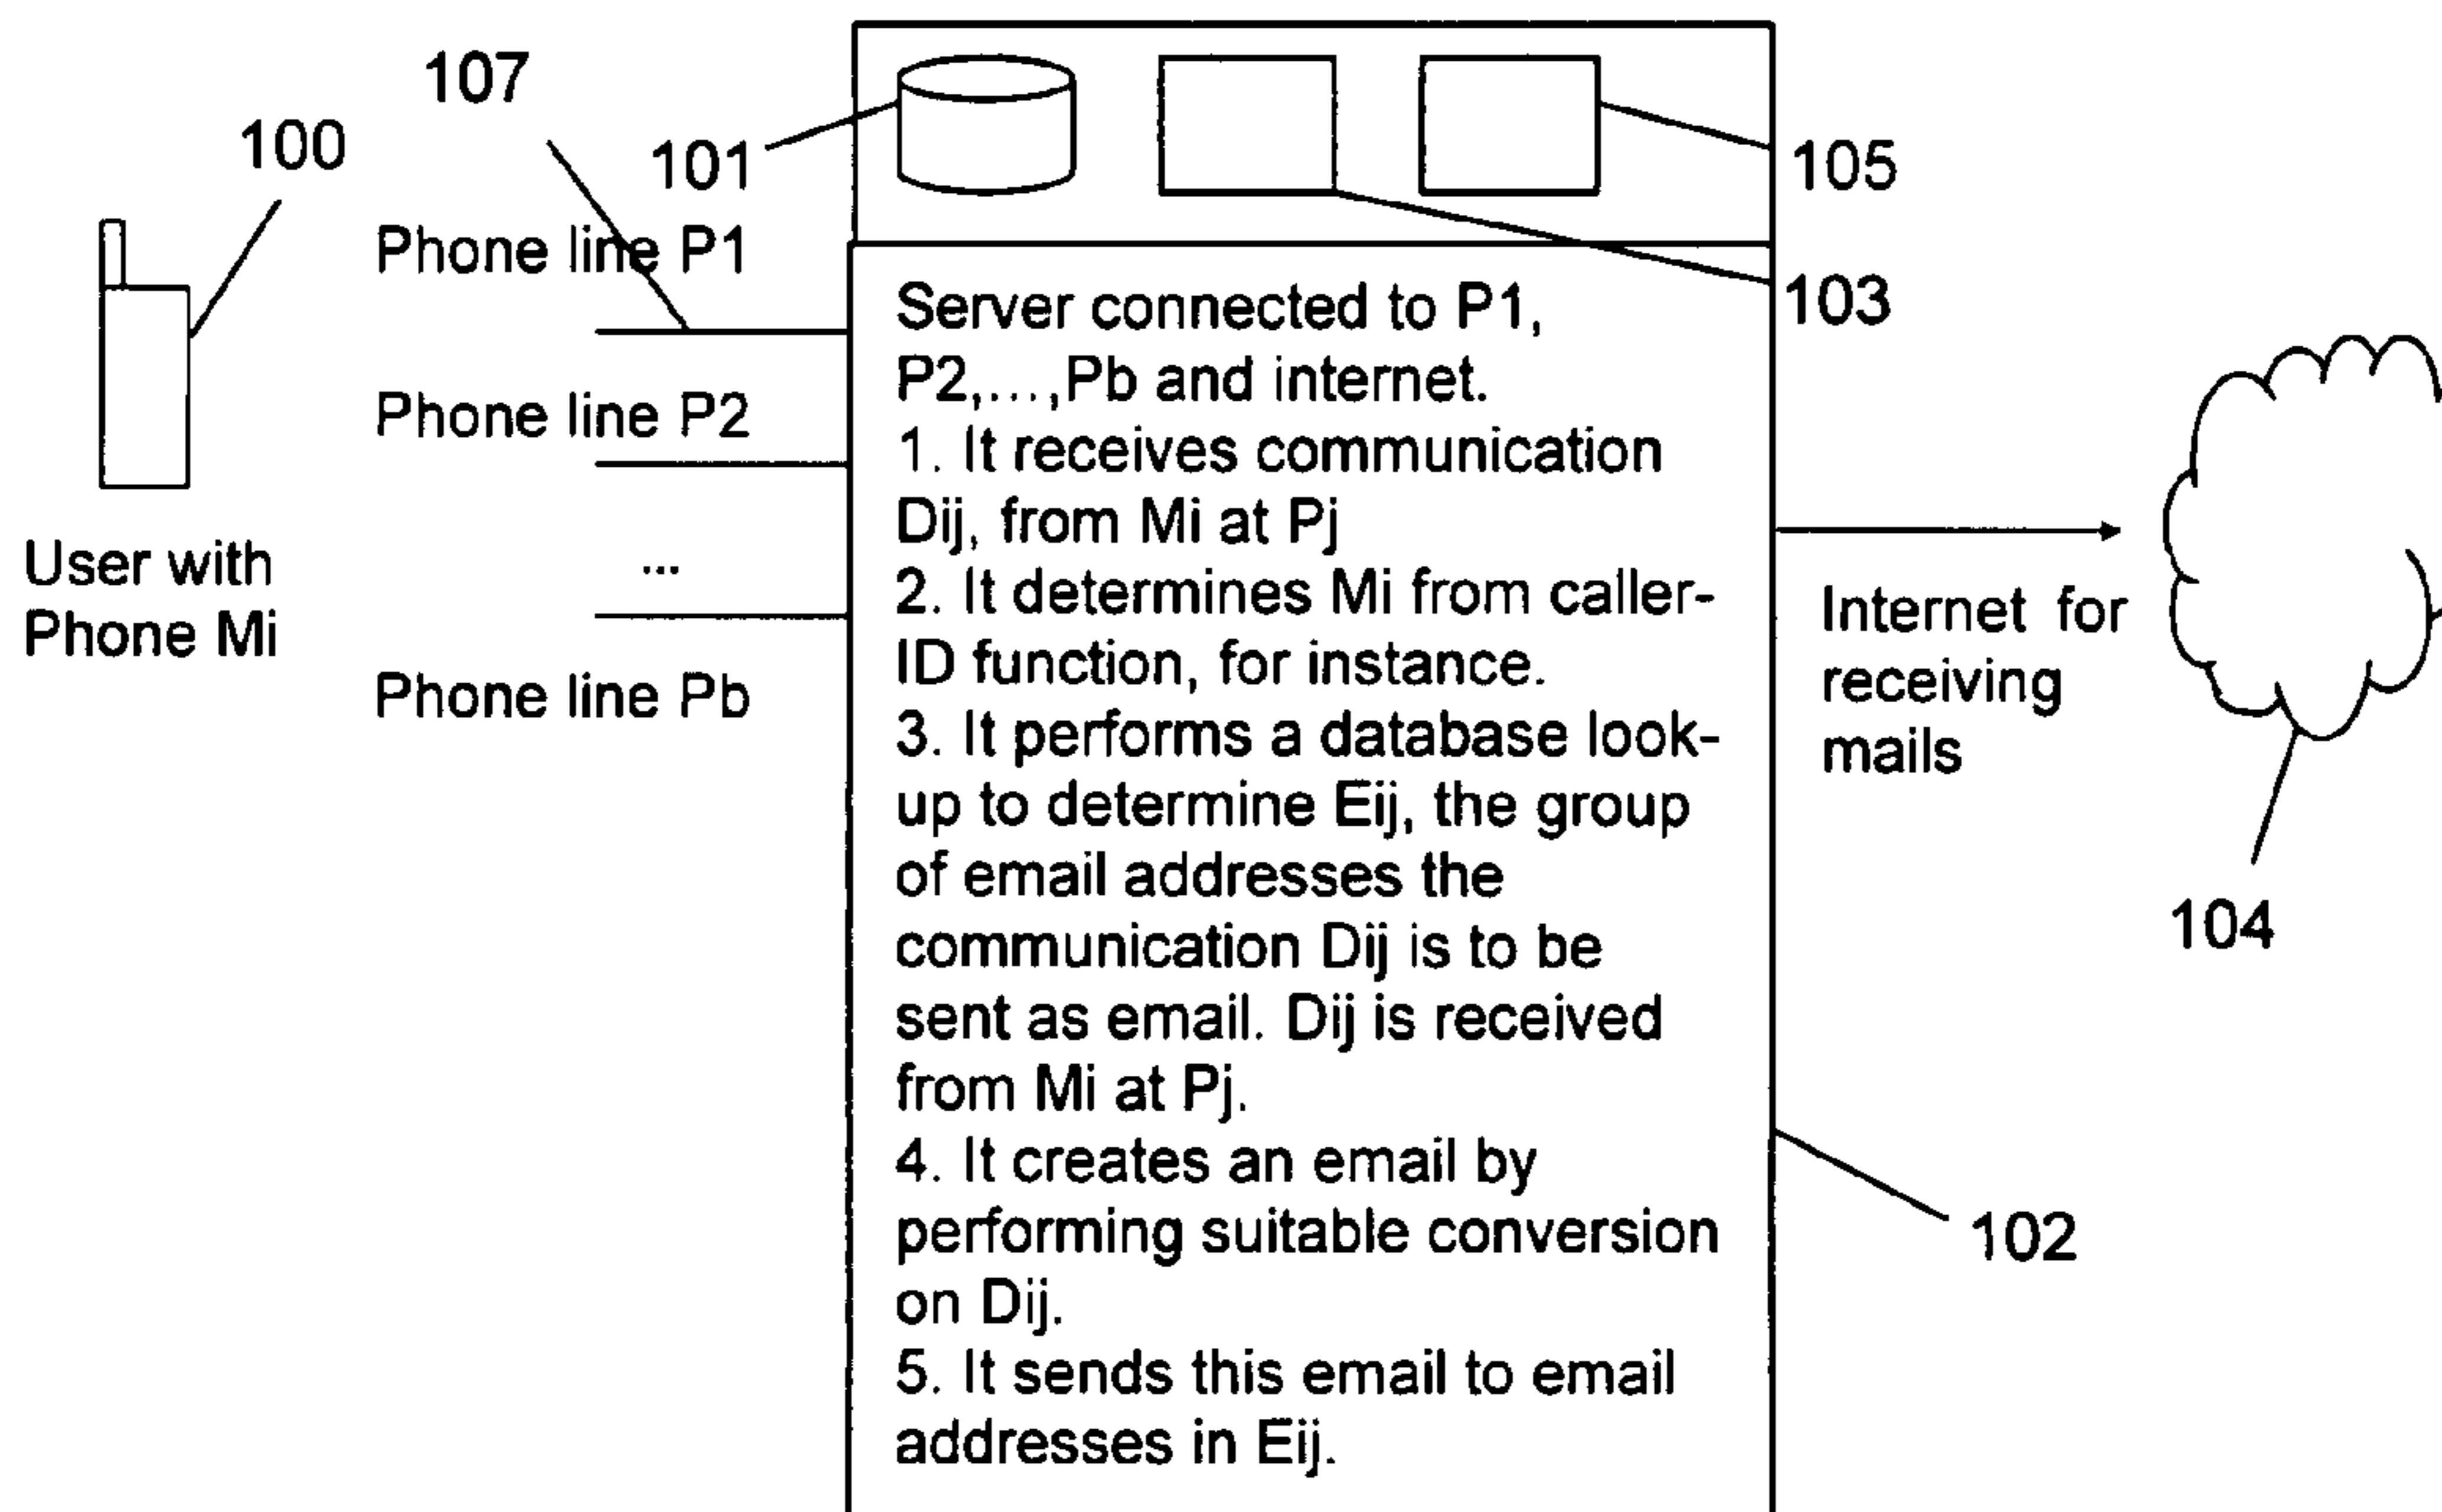 107
100
101
105
Phone line P1
103
Phone line P2
User with
Phone Mi
...
Phone line Pb
Server connected to P1,
P2,...,Pb and internet.
1. It receives communication
Dij, from Mi at Pj
2. It determines Mi from caller-
ID function, for instance.
3. It performs a database look-
up to determine Eij, the group
of email addresses the
communication Dij is to be
sent as email. Dij is received
from Mi at Pj.
4. It creates an email by
performing suitable conversion
on Dij.
5. It sends this email to email
addresses in Eij.
Internet for
receiving
mails
104
102